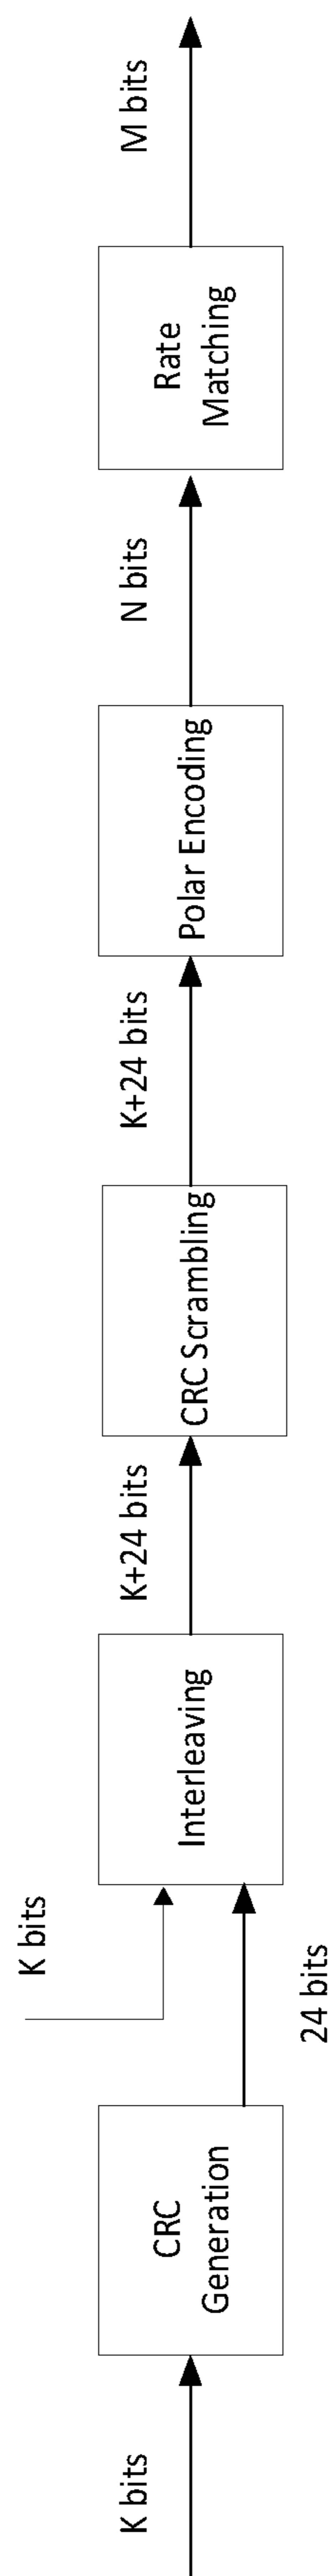 K bits
CRC
Generation
K bits
24 bits
Interleaving
K+24 bits
CRC Scrambling
K+24 bits
Polar Encoding
N bits
Rate
Matching
M bits